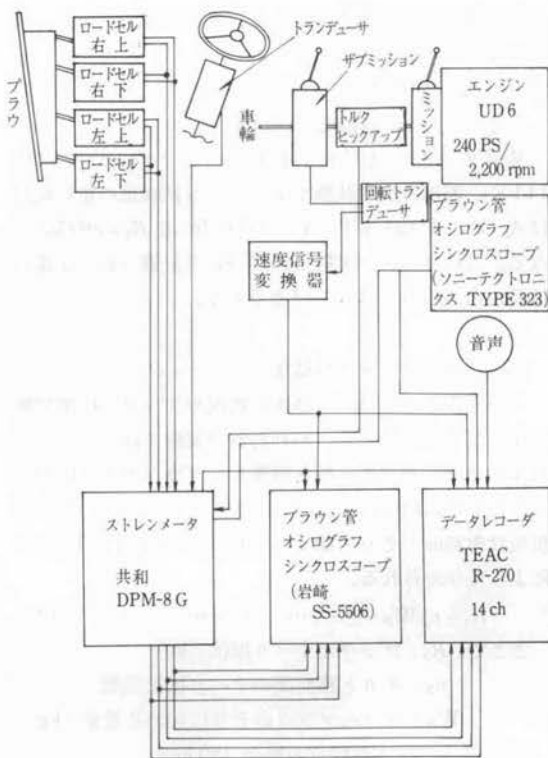 ロードセル
右 上
ロードセル
右 下
ロードセル
左 上
ロードセル
左 下
プラウ
トランデューサ
ザブミッション
車輪
トルク
ピックアップ
ミッション
エンジン
UD 6
240 PS/
2,200 rpm
回転トラン
デューサ
ブラウン管
オシログラフ
シンクロスコープ
(ソニーテクトロニ
クス TYPE 323)
速度信号
変 換 器
音声
ストレンメータ
共和
DPM-8 G
ブラウン管
オシログラフ
シンクロスコープ
(岩崎
SS-5506)
データレコーダ
TEAC
R-270
14 ch